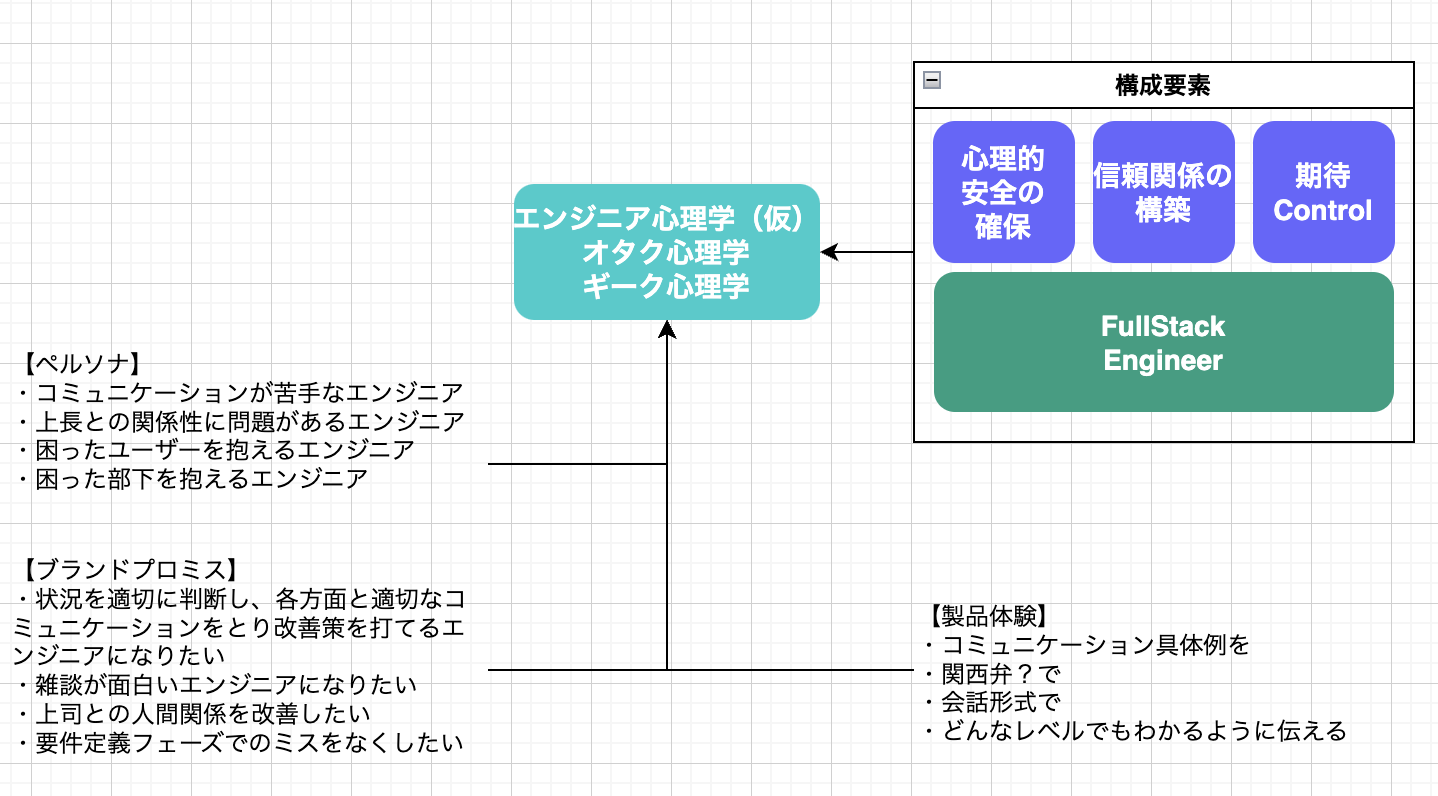 構成要素
心理的
安全の
確保
信頼関係の
構築
期待
Control
FullStack
Engineer
エンジニア心理学（仮）
オタク心理学
ギーク心理学
【ペルソナ】
・コミュニケーションが苦手なエンジニア
・上長との関係性に問題があるエンジニア
・困ったユーザーを抱えるエンジニア
・困った部下を抱えるエンジニア
【ブランドプロミス】
・状況を適切に判断し、各方面と適切なコ
ミュニケーションをとり改善策を打てるエ
ンジニアになりたい
・雑談が面白いエンジニアになりたい
・上司との人間関係を改善したい
・要件定義フェーズでのミスをなくしたい
【製品体験】
・コミュニケーション具体例を
・関西弁？で
・会話形式で
・どんなレベルでもわかるように伝える